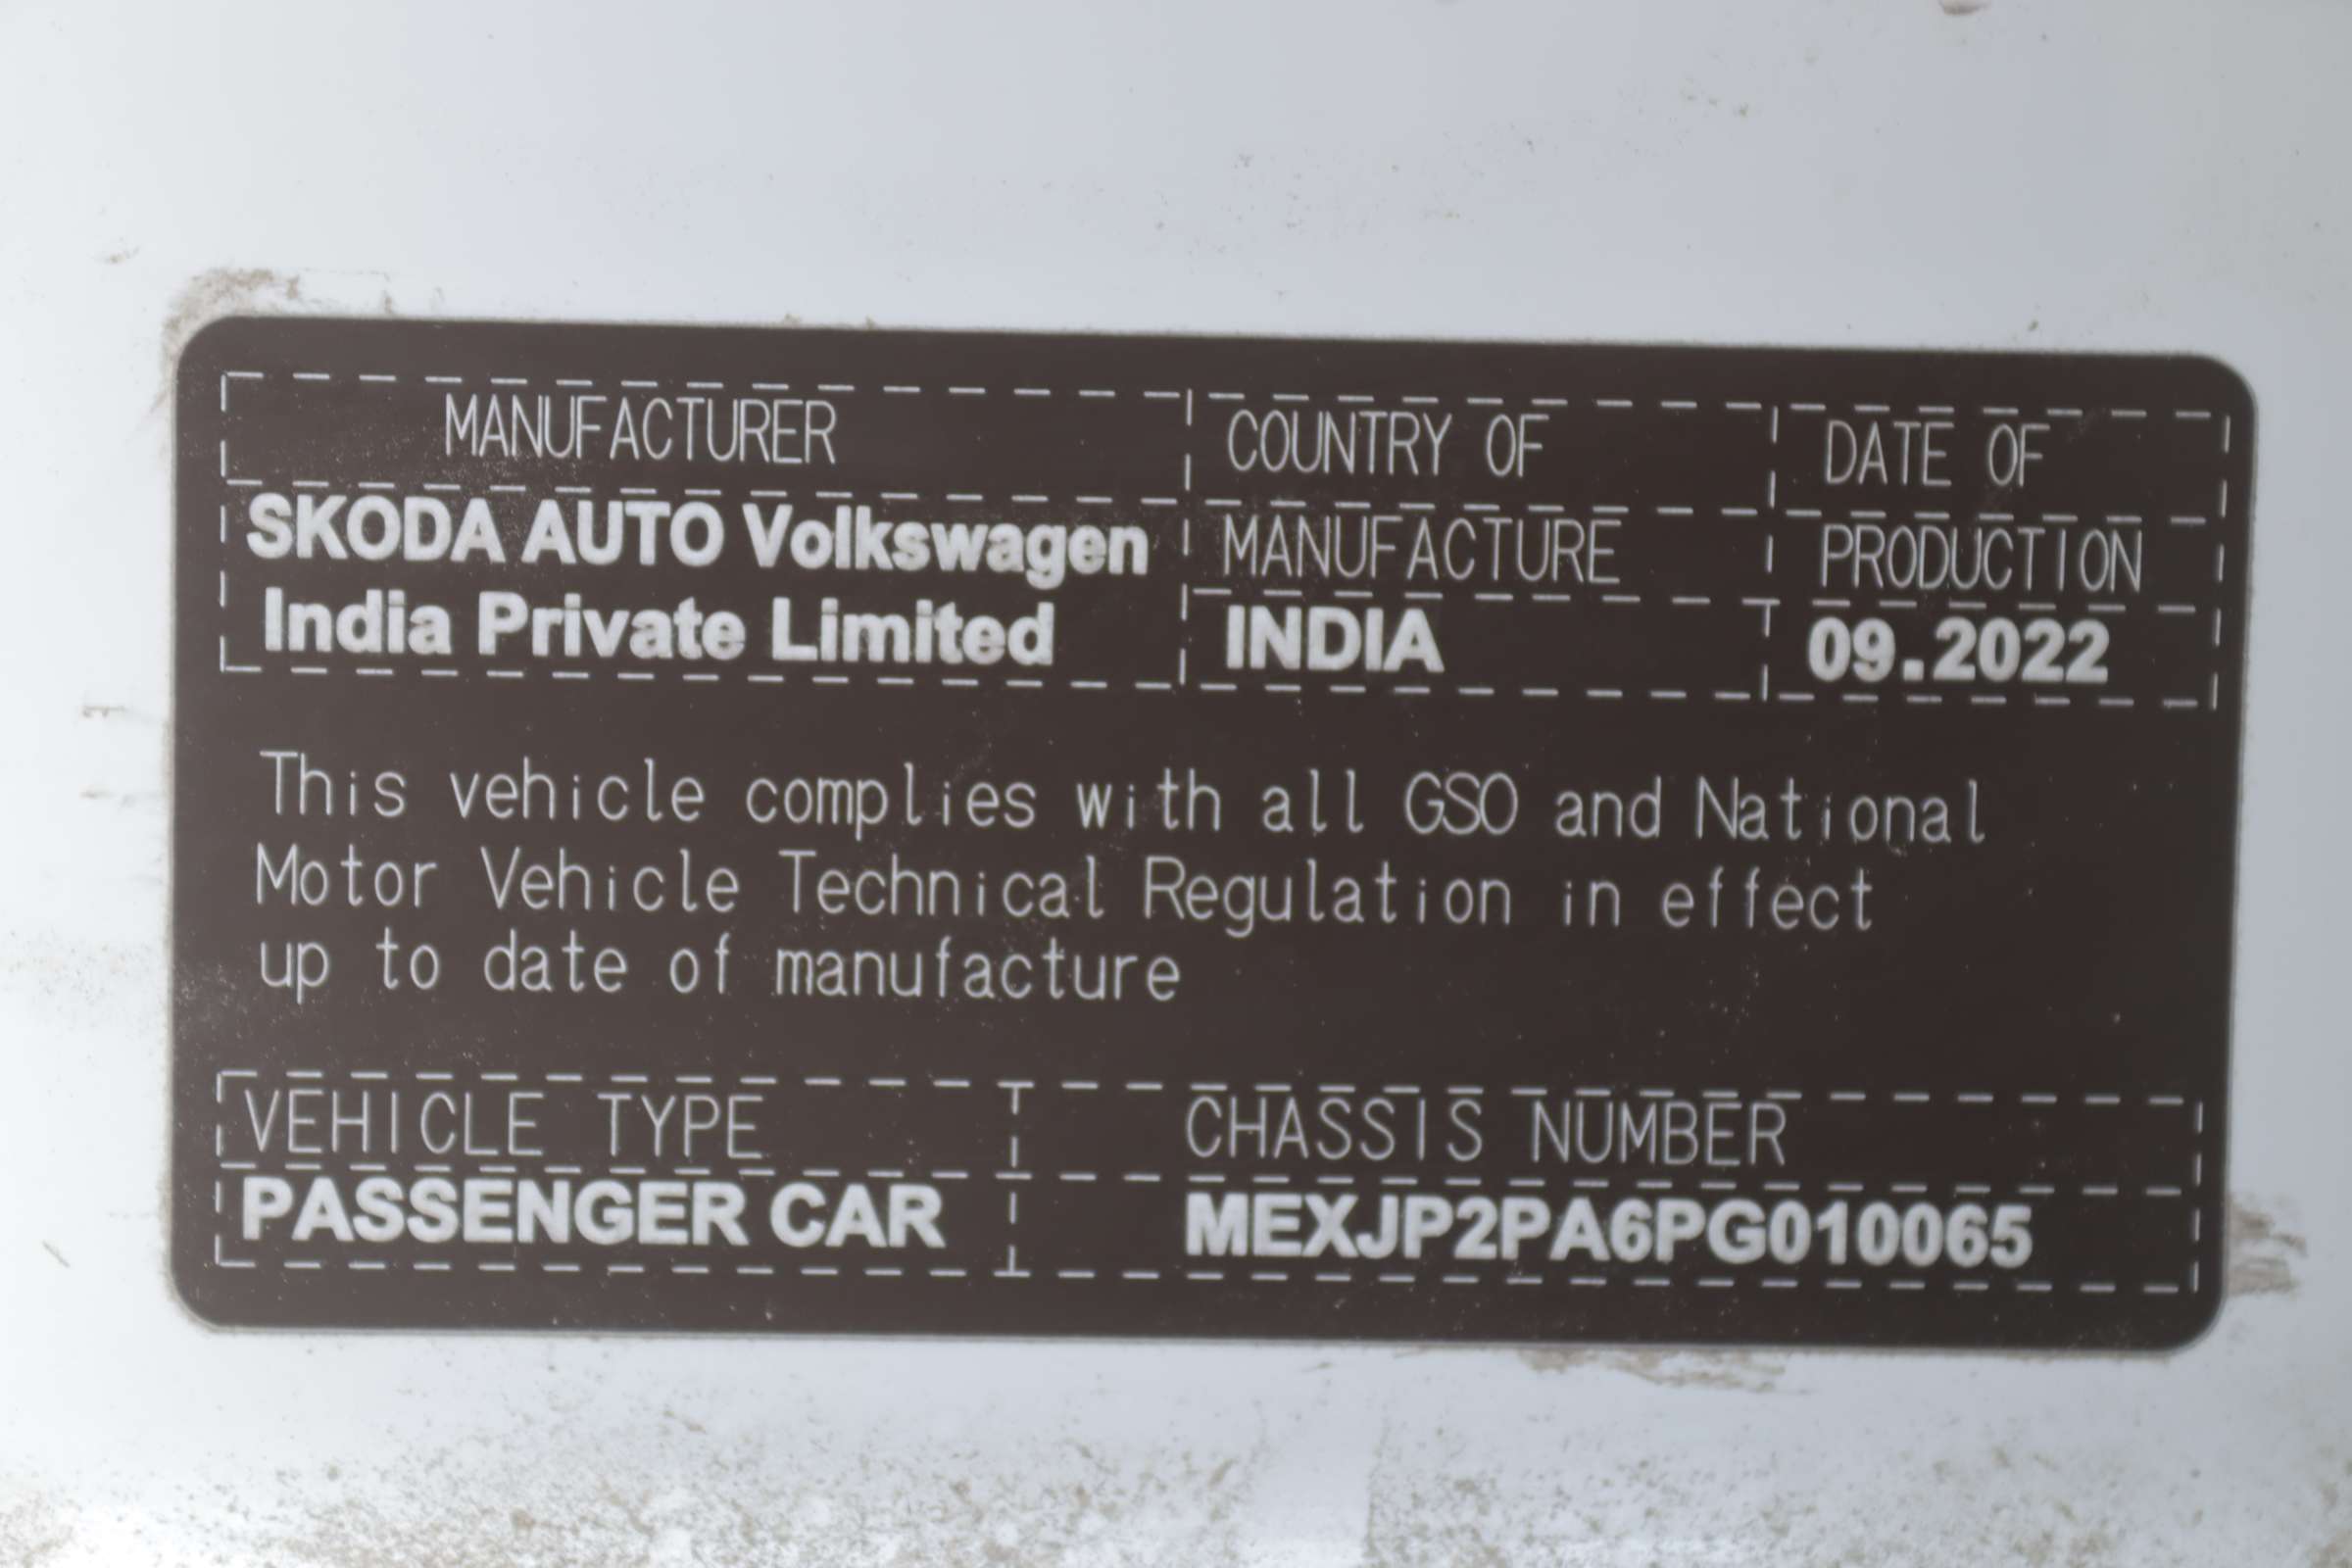 MANUFACTURER
SKODA AUTO Volkswagen
India Private Limited
COUNTRY OF
MANUFACTURE
INDIA
DATE OF
PRODUCTION
09.2022
This vehicle complies with all GSO and National
Motor Vehicle Technical Regulation in effect
up to date of manufacture
VEHICLE TYPE
PASSENGER CAR
CHASSIS NUMBER
MEXJP2PA6PG010065